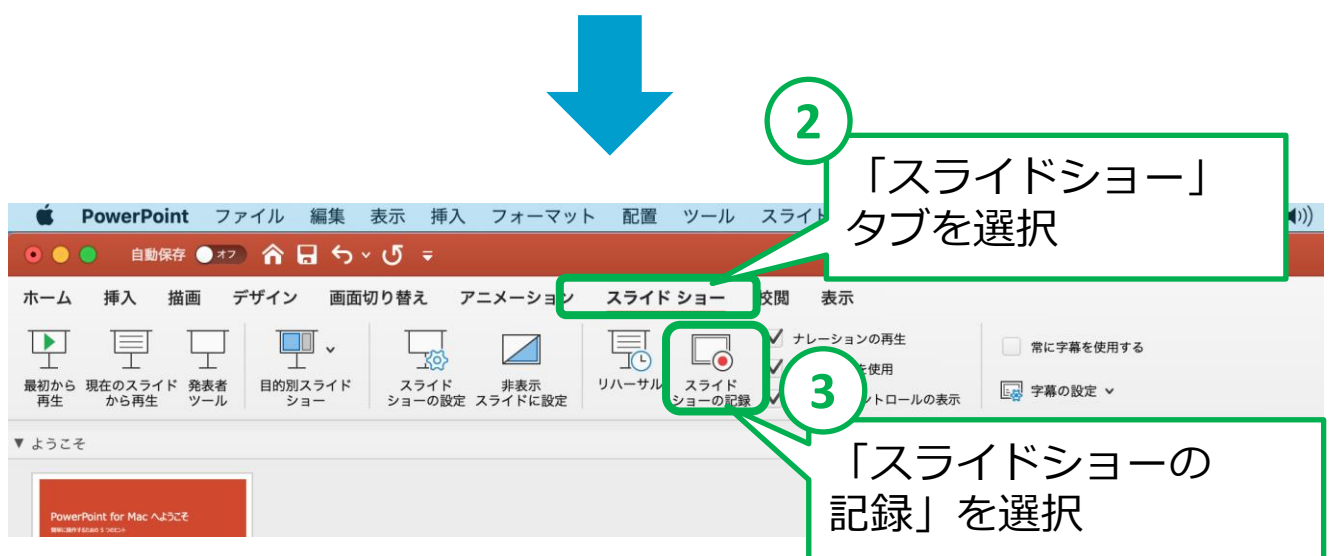 2
「スライドショー」
タブを選択
PowerPoint ファイル 編集 表示 挿入 フォーマット 配置 ツール スライド
自動保存 オフ
ホーム 挿入 描画 デザイン 画面切り替え アニメーション スライド ショー 校閲 表示
最初から
再生
現在のスライド
から再生
発表者
ツール
目的別スライド
ショー
スライド
ショーの設定
非表示
スライドに設定
リハーサル
スライド
ショーの記録
ナレーションの再生
を使用
ントロールの表示
常に字幕を使用する
字幕の設定
3
「スライドショーの
記録」を選択
ようこそ
PowerPoint for Mac へようこそ